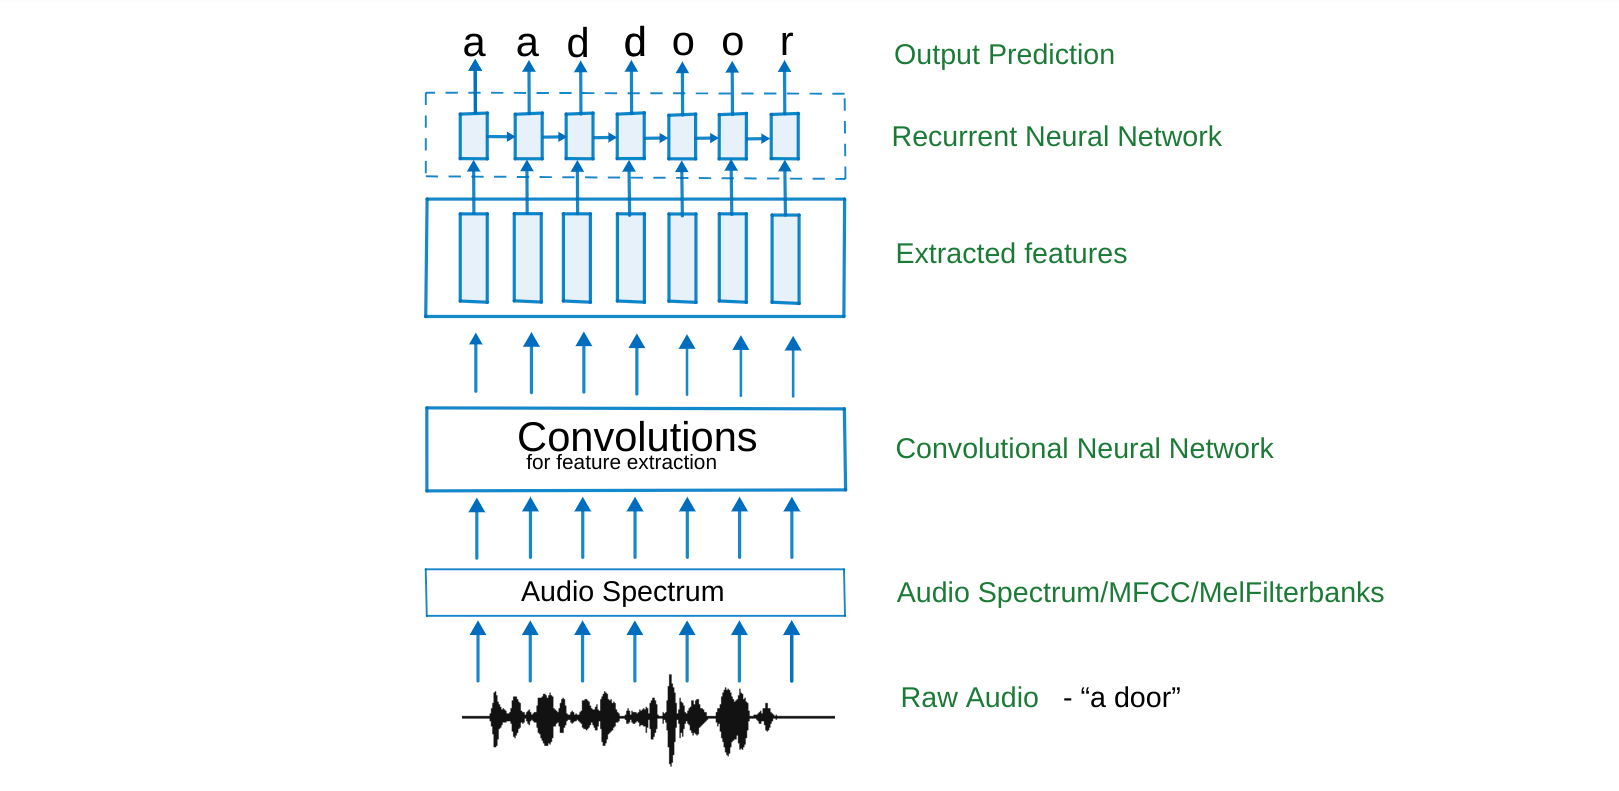 a a d d o o r
Output Prediction
Recurrent Neural Network
Extracted features
Convolutions
for feature extraction
Convolutional Neural Network
Audio Spectrum
Audio Spectrum/MFCC/MelFilterbanks
Raw Audio - “a door”